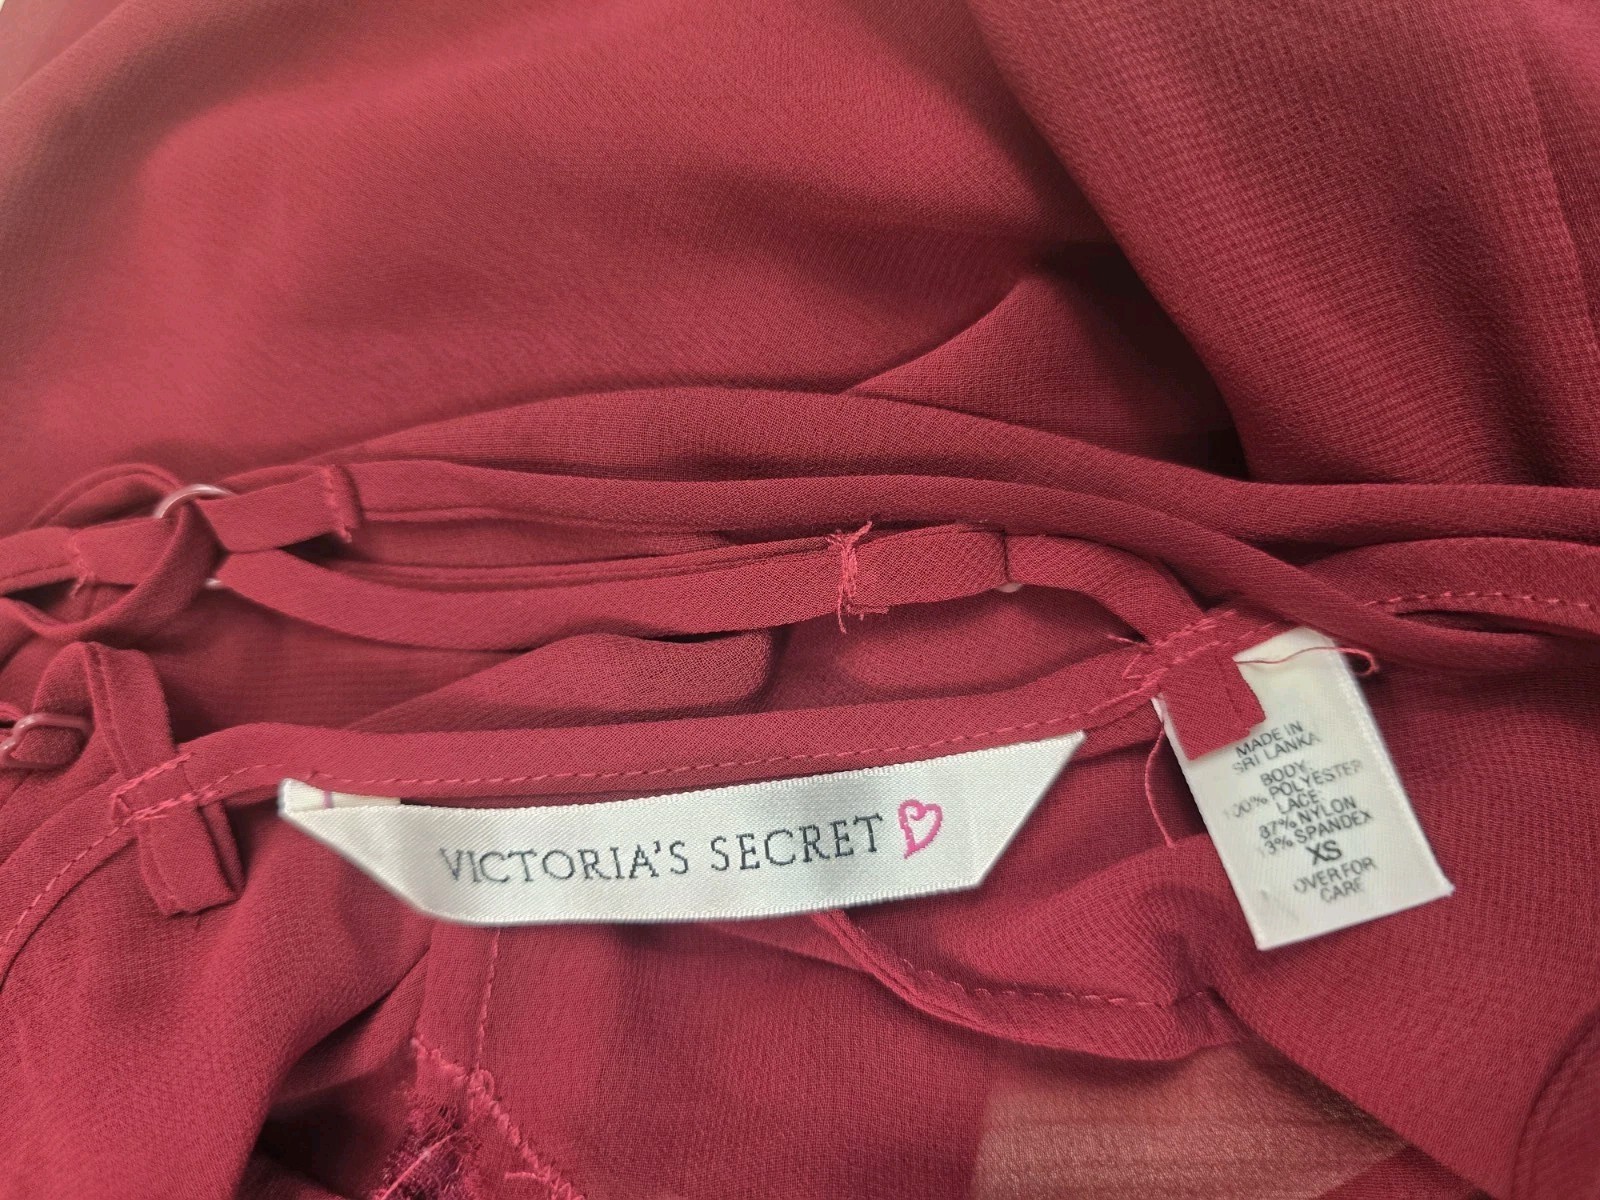 VICTORIA'S SECRET
MADE IN
SRI LANKA
BODY:
100% POLYESTER
LACE
87% NYLON
13% SPANDEX
XS
OVER FOR
CARE